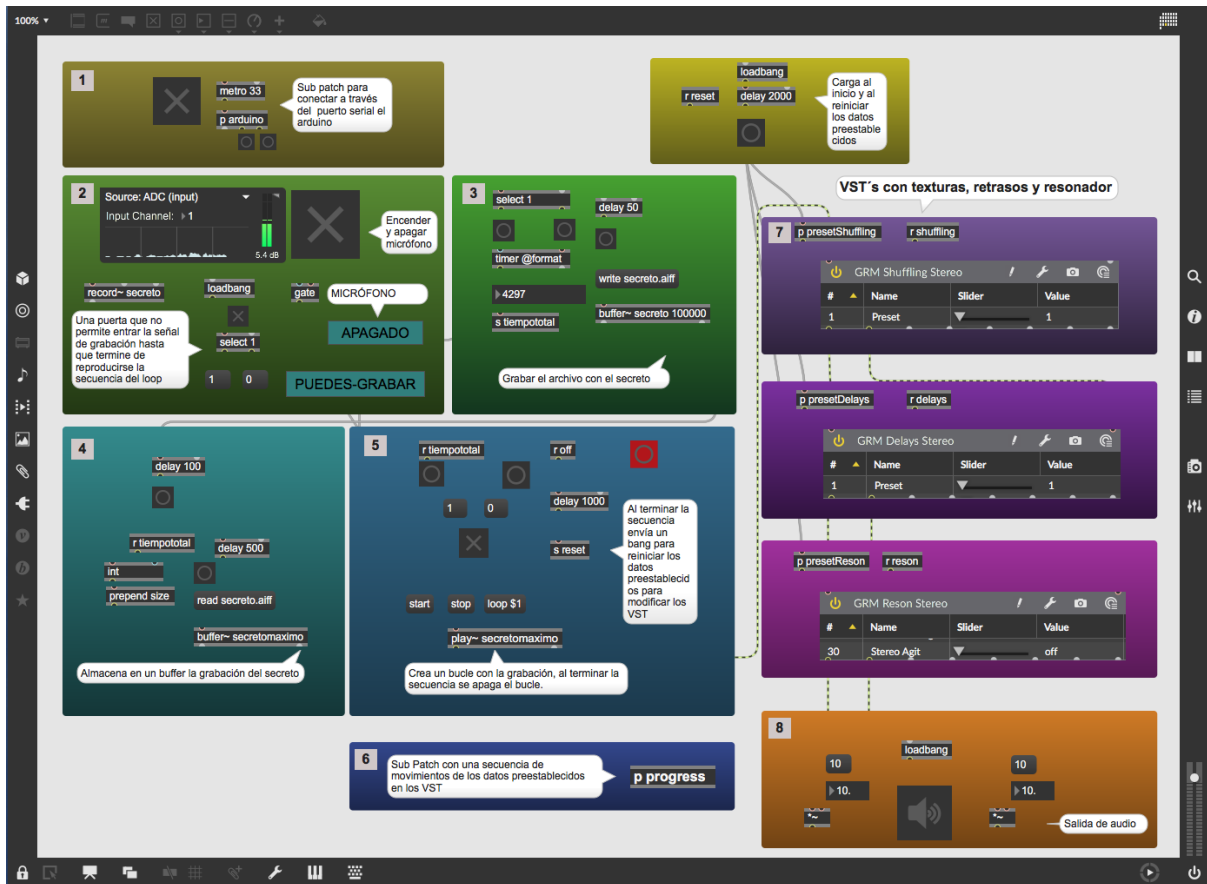 100%
1
metro 33
p arduino
Sub patch para
conectar a través
del puerto serial el
arduino
loadbang
r reset
delay 2000
Carga al
inicio y al
reiniciar
los datos
preestable
cidos
2
Source: ADC (input)
Input Channel:
1
5.4 dB
Encender
y apagar
micrófono
record~ secreto
loadbang
gate
MICRÓFONO
Una puerta que no
permite entrar la señal
de grabación hasta
que termine de
reproducirse la
secuencia del loop
select 1
APAGADO
1
0
PUEDES-GRABAR
3
select 1
delay 50
timer @format
write secreto.aiff
4297
s tiempototal
buffer~ secreto 100000
Grabar el archivo con el secreto
VST´s con texturas, retrasos y resonador
7
p presetShuffling
r shuffling
GRM Shuffling Stereo
# Name Slider Value
1 Preset 1
p presetDelays
r delays
GRM Delays Stereo
# Name Slider Value
1 Preset 1
p presetReson
r reson
GRM Reson Stereo
# Name Slider Value
30 Stereo Agit off
4
delay 100
r tiempototal
delay 500
int
prepend size
read secreto.aiff
buffer~ secretomaximo
Almacena en un buffer la grabación del secreto
5
r tiempototal
r off
1
0
delay 1000
s reset
Al terminar la
secuencia
envía un
bang para
reiniciar los
datos
preestablecid
os para
modificar los
VST
start
stop
loop $1
play~ secretomaximo
Crea un bucle con la grabación, al terminar la
secuencia se apaga el bucle.
6
Sub Patch con una secuencia de
movimientos de los datos preestablecidos
en los VST
p progress
8
loadbang
10
10
10.
10.
*~
*~
Salida de audio